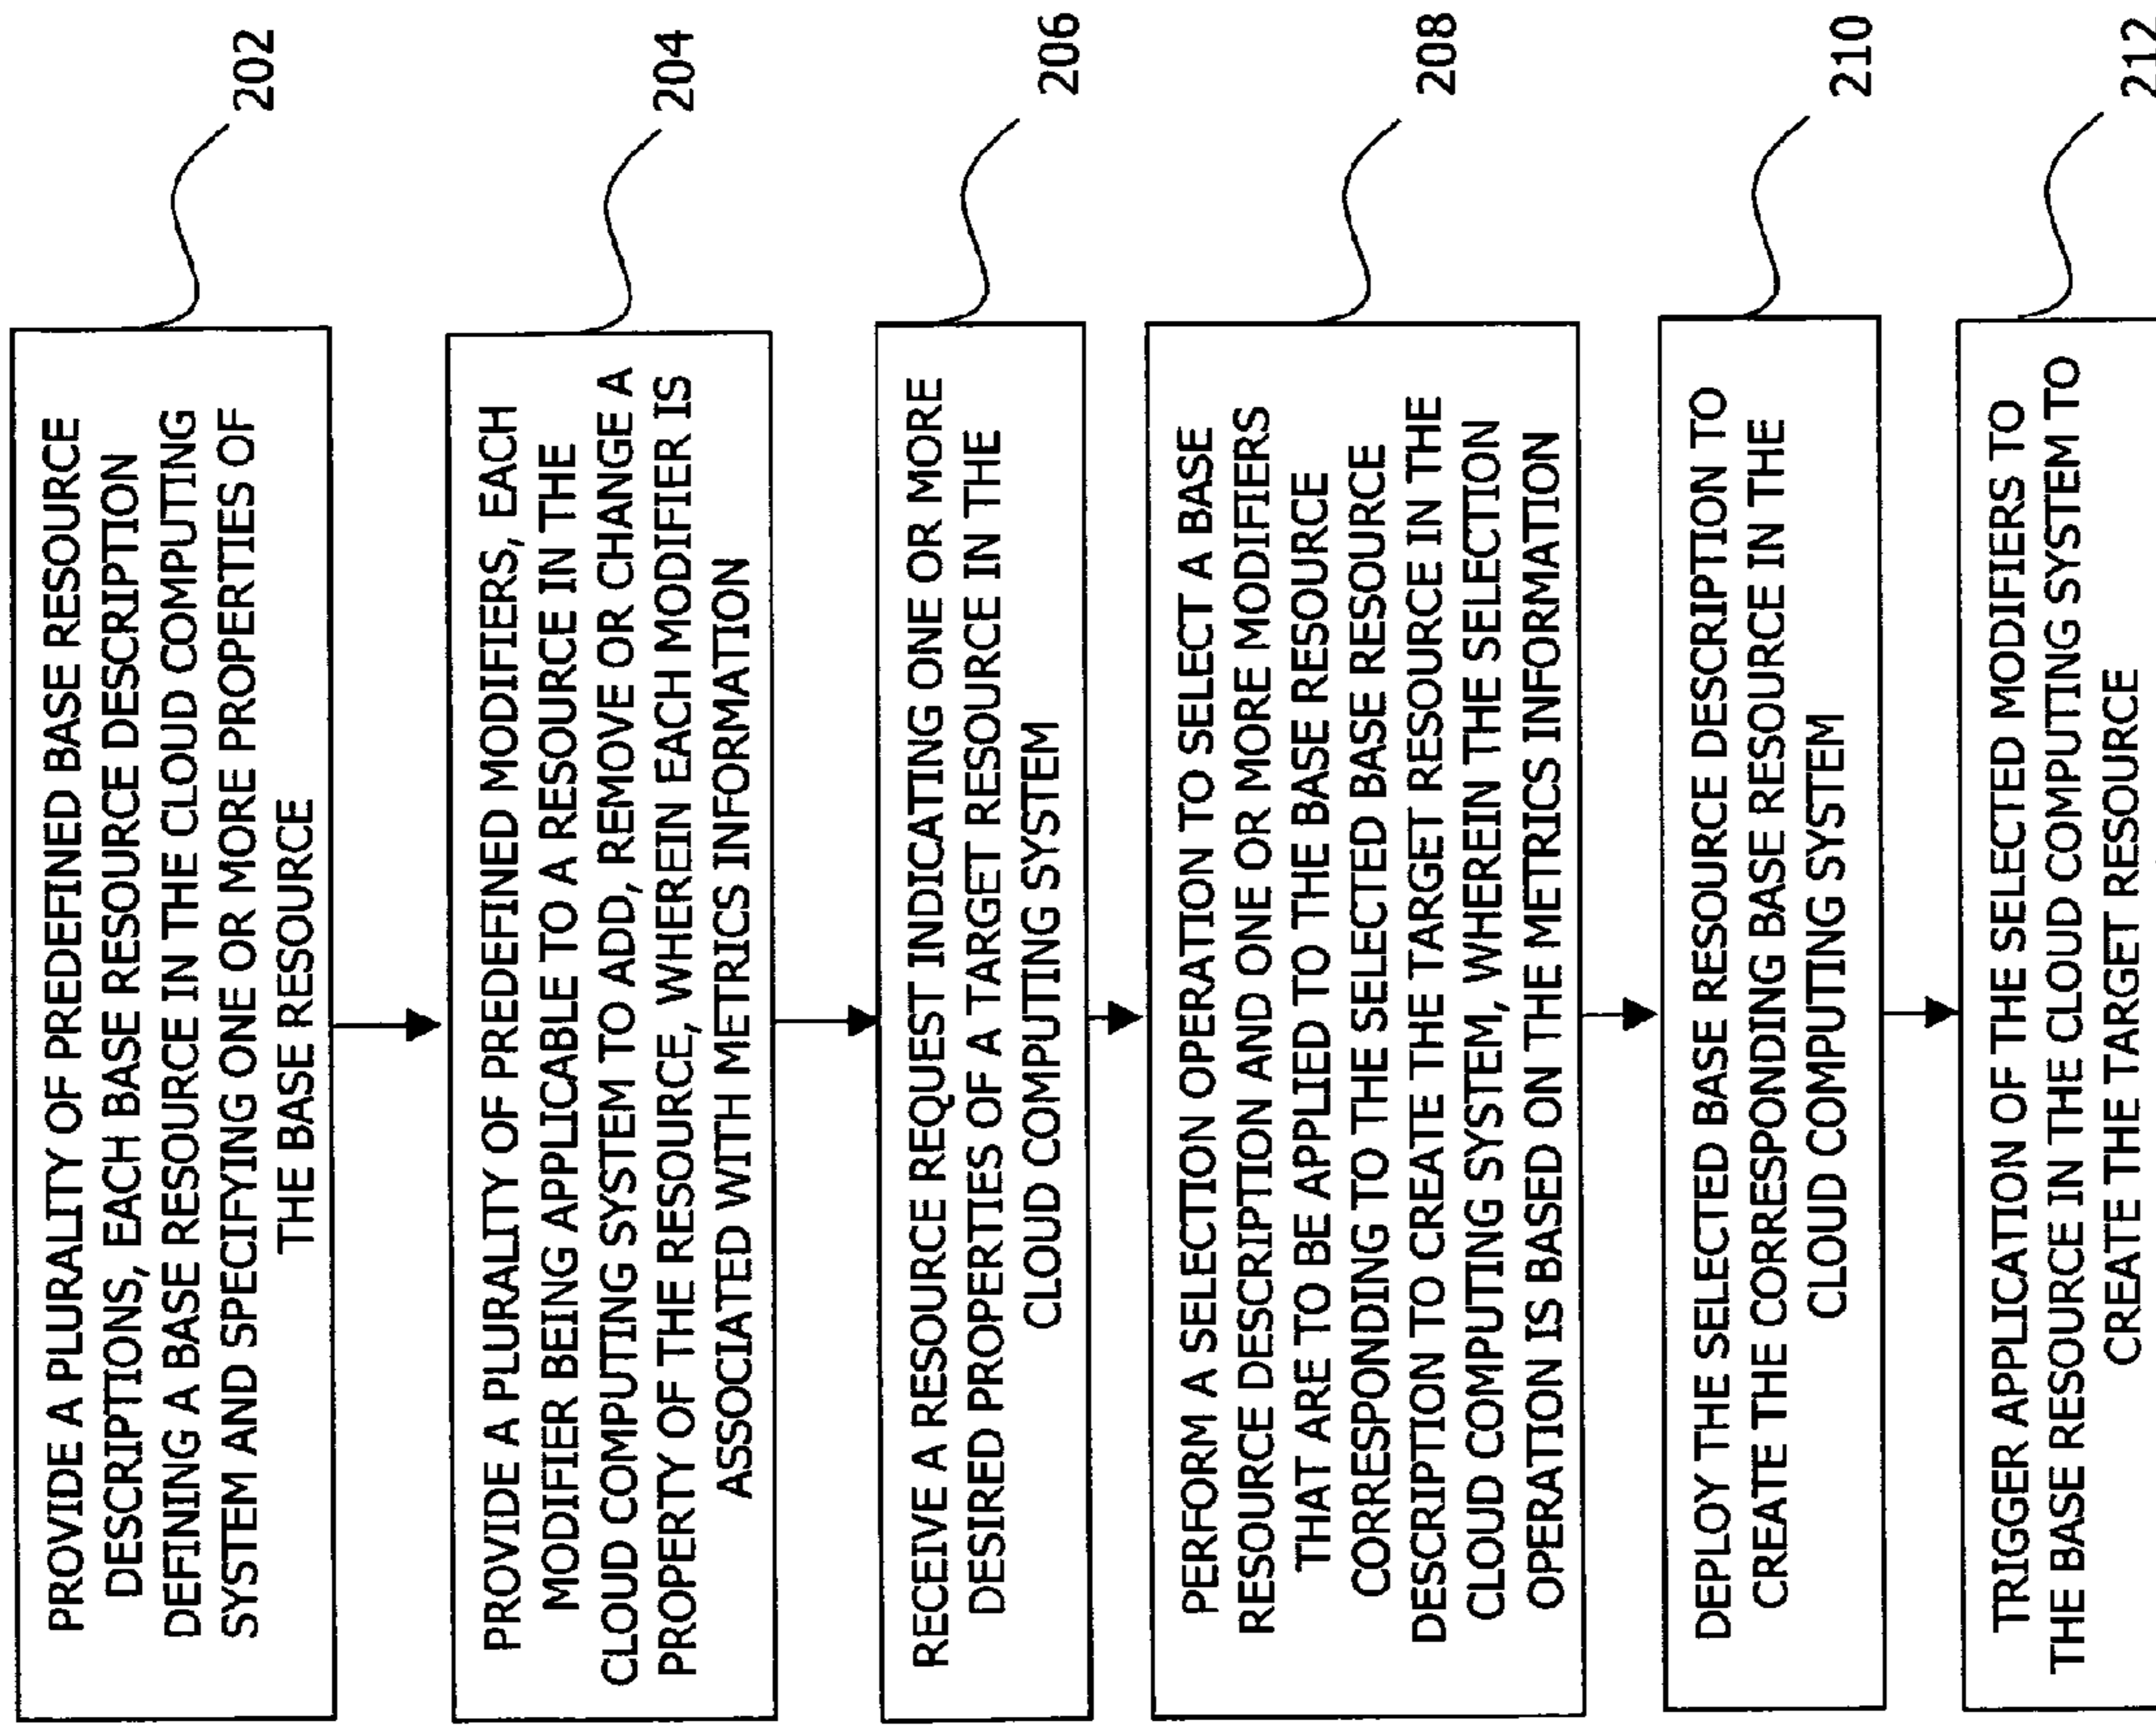 PROVIDE A PLURALITY OF PREDEFINED BASE RESOURCE
DESCRIPTIONS, EACH BASE RESOURCE DESCRIPTION
DEFINING A BASE RESOURCE IN THE CLOUD COMPUTING
SYSTEM AND SPECIFYING ONE OR MORE PROPERTIES OF
THE BASE RESOURCE
202
PROVIDE A PLURALITY OF PREDEFINED MODIFIERS, EACH
MODIFIER BEING APPLICABLE TO A RESOURCE IN THE
CLOUD COMPUTING SYSTEM TO ADD, REMOVE OR CHANGE A
PROPERTY OF THE RESOURCE, WHEREIN EACH MODIFIER IS
ASSOCIATED WITH METRICS INFORMATION
204
RECEIVE A RESOURCE REQUEST INDICATING ONE OR MORE
DESIRED PROPERTIES OF A TARGET RESOURCE IN THE
CLOUD COMPUTING SYSTEM
206
PERFORM A SELECTION OPERATION TO SELECT A BASE
RESOURCE DESCRIPTION AND ONE OR MORE MODIFIERS
THAT ARE TO BE APPLIED TO THE BASE RESOURCE
CORRESPONDING TO THE SELECTED BASE RESOURCE
DESCRIPTION TO CREATE THE TARGET RESOURCE IN THE
CLOUD COMPUTING SYSTEM, WHEREIN THE SELECTION
OPERATION IS BASED ON THE METRICS INFORMATION
208
DEPLOY THE SELECTED BASE RESOURCE DESCRIPTION TO
CREATE THE CORRESPONDING BASE RESOURCE IN THE
CLOUD COMPUTING SYSTEM
210
TRIGGER APPLICATION OF THE SELECTED MODIFIERS TO
THE BASE RESOURCE IN THE CLOUD COMPUTING SYSTEM TO
CREATE THE TARGET RESOURCE
212